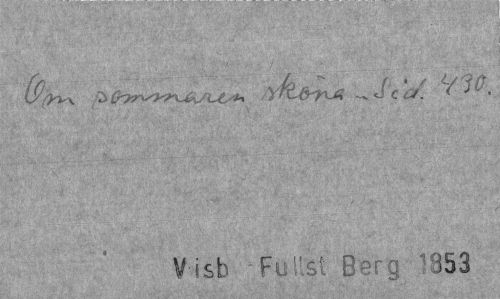 Om sommaren sköna - Sid. 430.
Visb Fullst Berg 1853